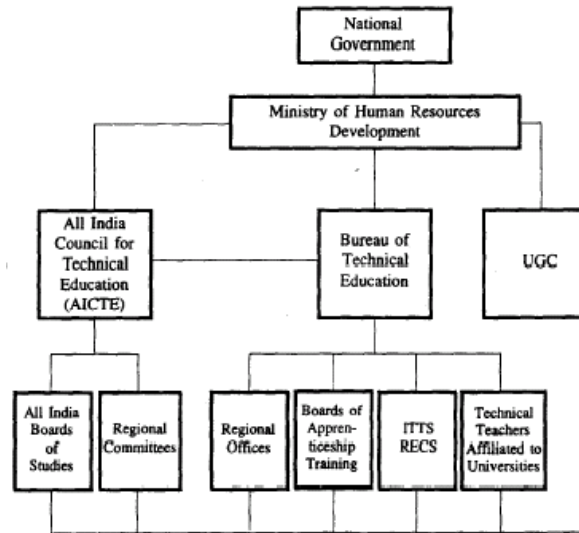 National
Government
Ministry of Human Resources
Development
All India
Council for
Technical
Education
(AICTE)
Bureau of
Technical
Education
UGC
All India
Boards
of
Studies
Regional
Committees
Regional
Offices
Boards of
Appren-
ticeship
Training
ITTS
RECS
Technical
Teachers
Affiliated to
Universities